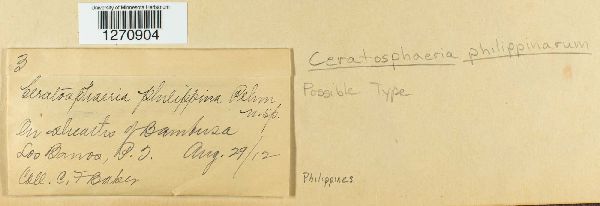 University of Minnesota Herbarium
1270904
3
Ceratosphaeria philippina Rehm
n.sp.
On sheaths of Bambusa
Los Banos, P.I. Aug. 29/12
Coll. C. F. Baker
Ceratosphaeria philippinarum
Possible Type
Philippines